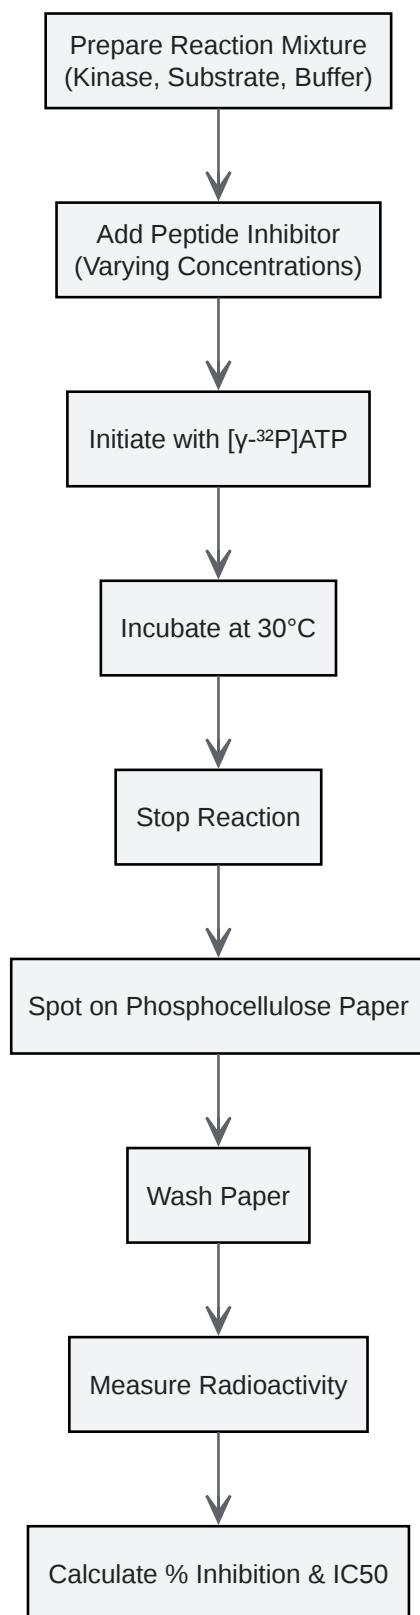 Prepare Reaction Mixture
(Kinase, Substrate, Buffer)
Add Peptide Inhibitor
(Varying Concentrations)
Initiate with [γ-³²P]ATP
Incubate at 30°C
Stop Reaction
Spot on Phosphocellulose Paper
Wash Paper
Measure Radioactivity
Calculate % Inhibition & IC50